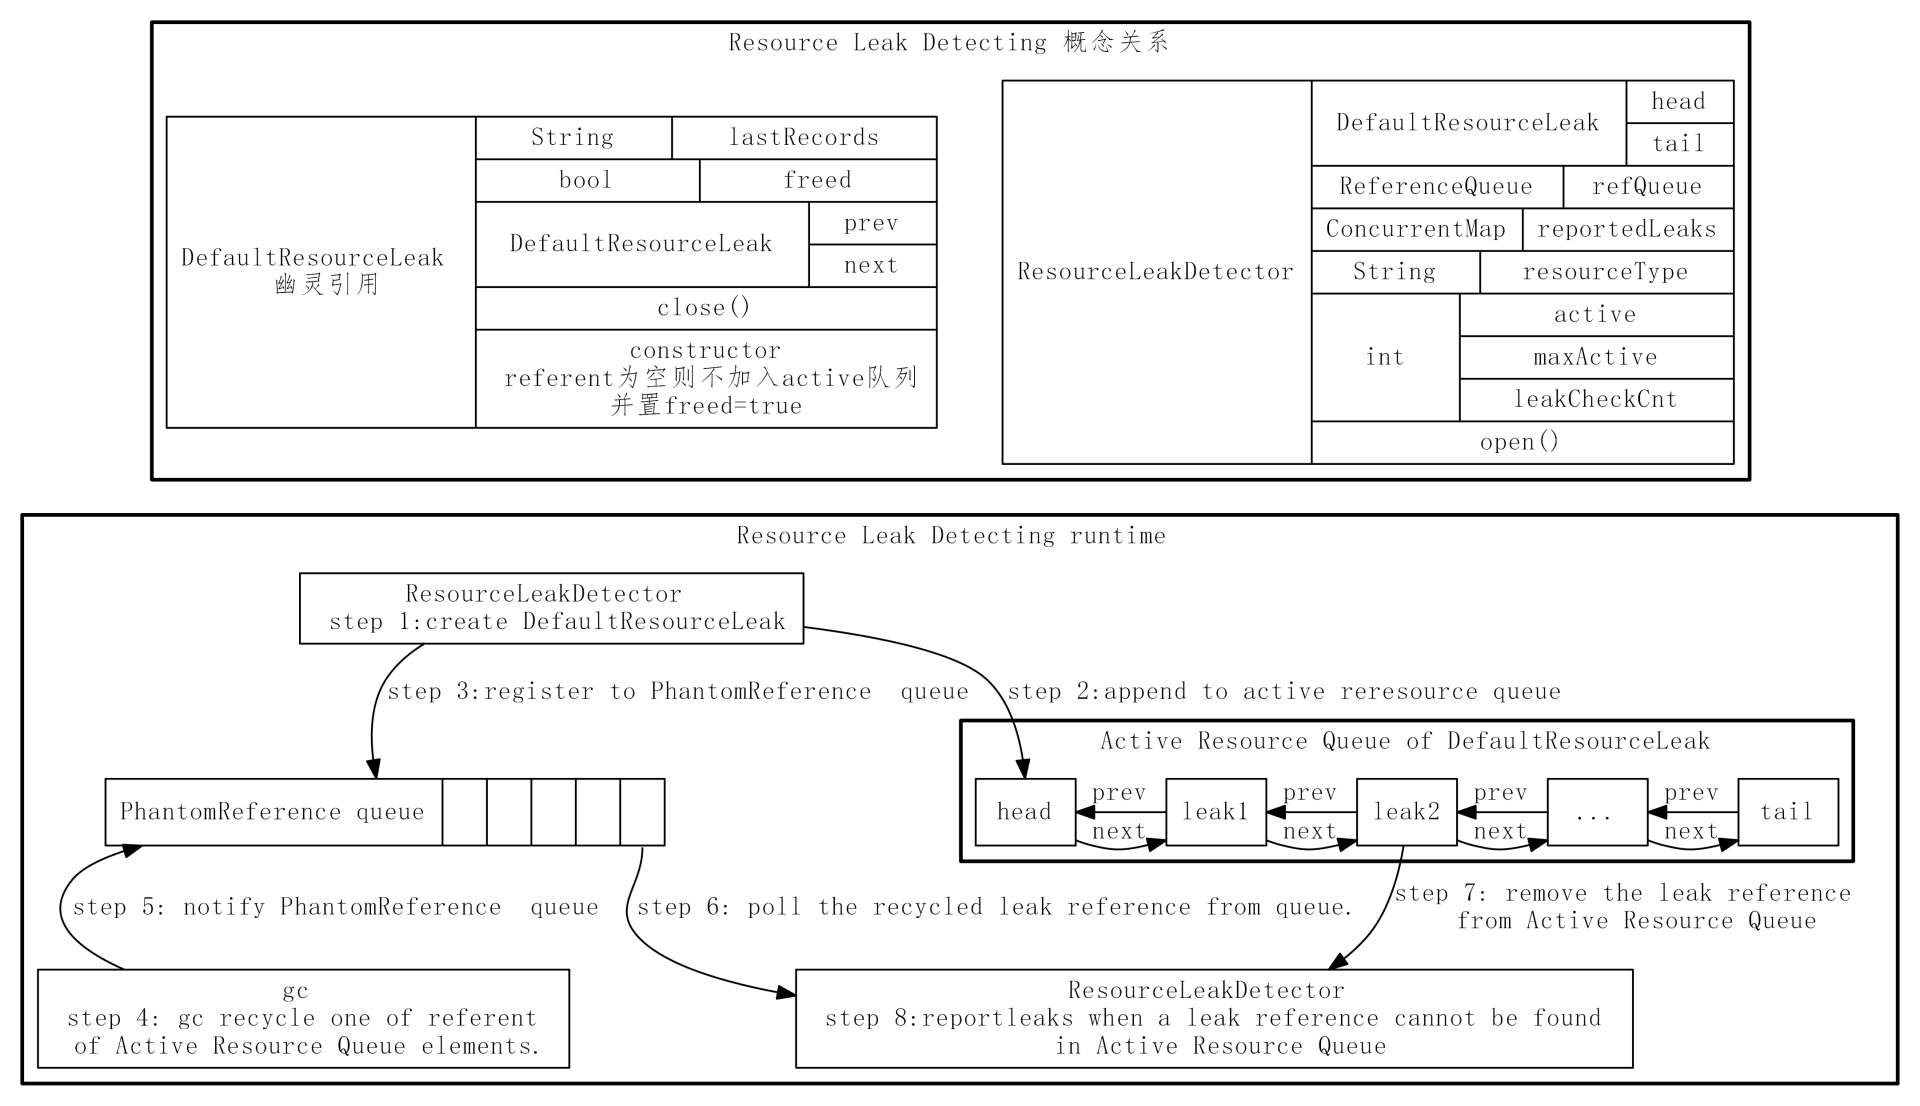 Resource Leak Detecting 概念关系
DefaultResourceLeak
幽灵引用
String
lastRecords
bool
freed
DefaultResourceLeak
prev
next
close()
constructor
referent为空则不加入active队列
并置freed=true
ResourceLeakDetector
DefaultResourceLeak
head
tail
ReferenceQueue
refQueue
ConcurrentMap
reportedLeaks
String
resourceType
int
active
maxActive
leakCheckCnt
open()
Resource Leak Detecting runtime
ResourceLeakDetector
step 1:create DefaultResourceLeak
step 3:register to PhantomReference  queue
step 2:append to active reresource queue
Active Resource Queue of DefaultResourceLeak
PhantomReference queue
head
prev
next
leak1
prev
next
leak2
prev
next
...
prev
next
tail
step 5: notify PhantomReference  queue
step 6: poll the recycled leak reference from queue.
step 7: remove the leak reference
from Active Resource Queue
gc
step 4: gc recycle one of referent
of Active Resource Queue elements.
ResourceLeakDetector
step 8:reportleaks when a leak reference cannot be found
in Active Resource Queue